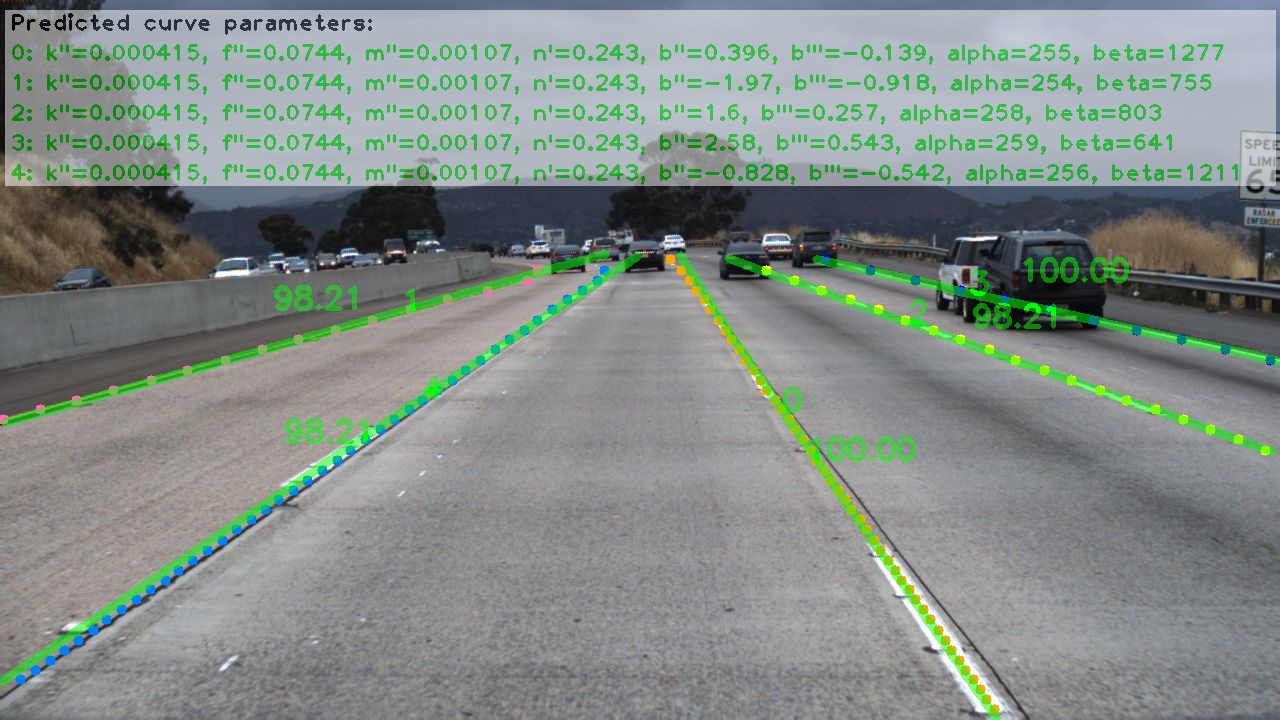 Predicted curve parameters:
0: k''=0.000415, f''=0.0744, m''=0.00107, n'=0.243, b''=0.396, b'''=−0.139, alpha=255, beta=1277
1: k''=0.000415, f''=0.0744, m''=0.00107, n'=0.243, b''=−1.97, b'''=−0.918, alpha=254, beta=755
2: k''=0.000415, f''=0.0744, m''=0.00107, n'=0.243, b''=1.6, b'''=0.257, alpha=258, beta=803
3: k''=0.000415, f''=0.0744, m''=0.00107, n'=0.243, b''=2.58, b'''=0.543, alpha=259, beta=641
4: k''=0.000415, f''=0.0744, m''=0.00107, n'=0.243, b''=−0.828, b'''=−0.542, alpha=256, beta=1211
SPEE
LIMI
65
RADAR
ENFORCED
100.00
3
98.21
1
2
98.21
4
0
98.21
100.00